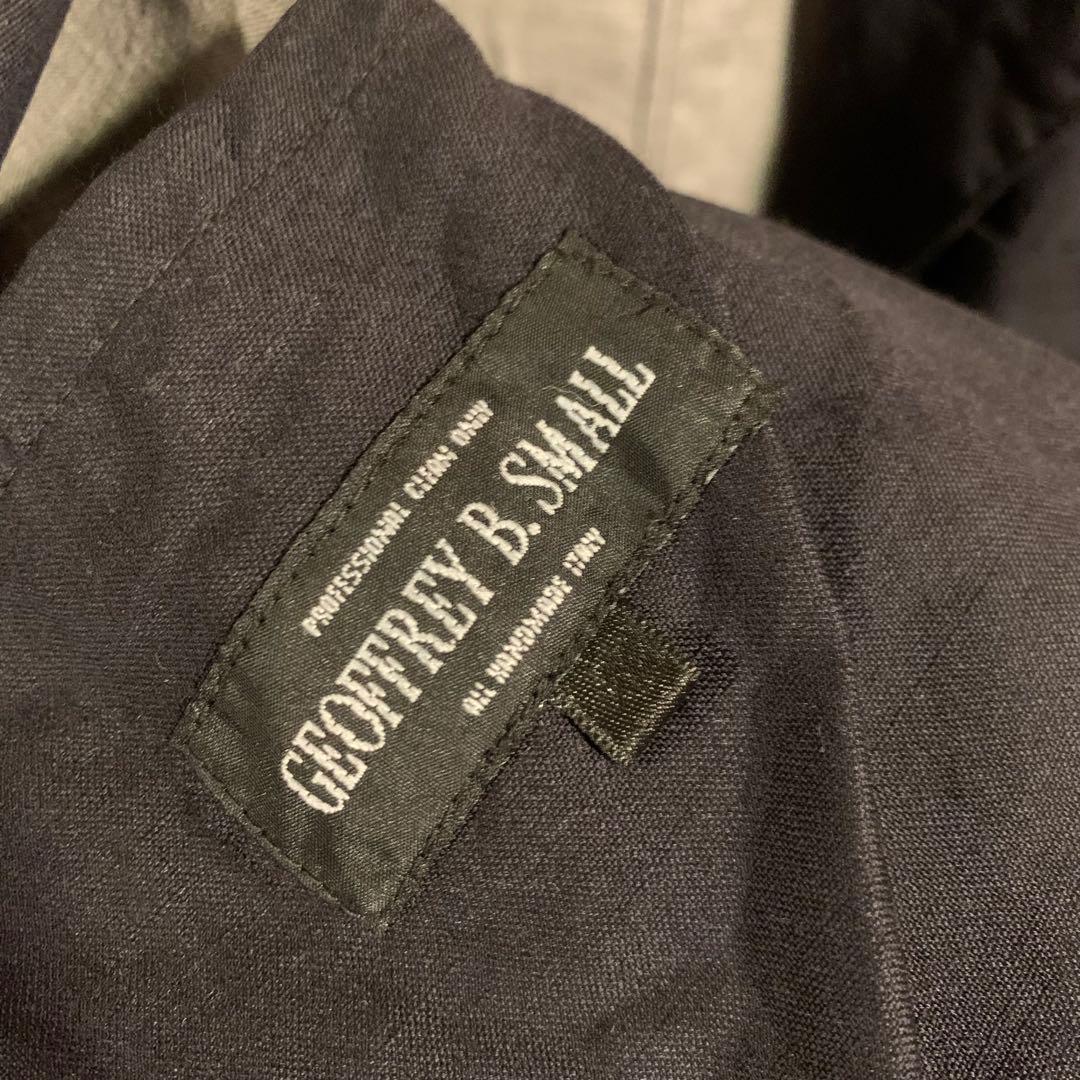 PROFESSIONAL CLEAN ONLY
GEOFFREY B. SMALL
ALL HANDMADE ITALY